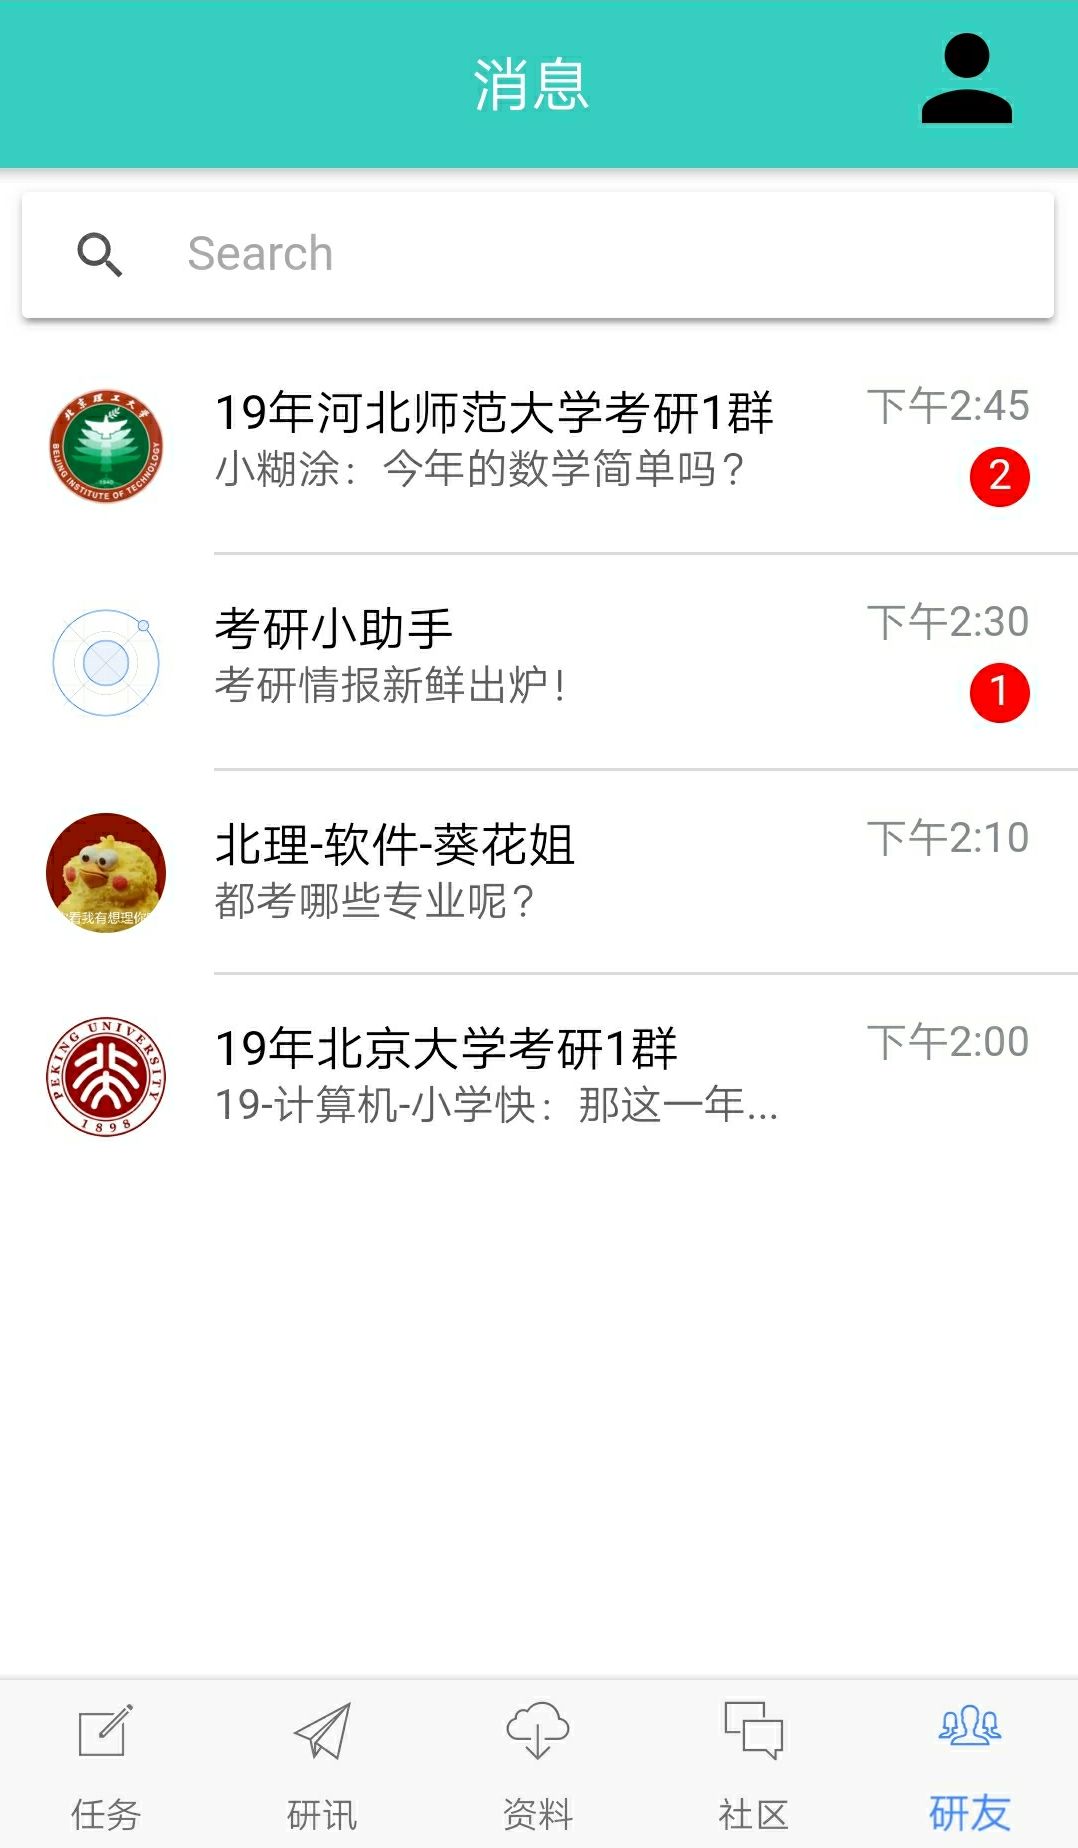 消息
Search
19年河北师范大学考研1群
下午2:45
小糊涂：今年的数学简单吗？
2
北京理工大学
BEIJING INSTITUTE OF TECHNOLOGY
1940
考研小助手
下午2:30
考研情报新鲜出炉！
1
北理-软件-葵花姐
下午2:10
都考哪些专业呢？
看我有想理你
19年北京大学考研1群
下午2:00
19-计算机-小学快：那这一年...
PEKING UNIVERSITY
1898
任务
研讯
资料
社区
研友